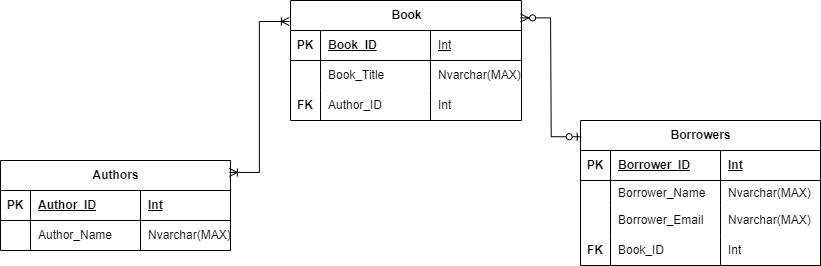 Book
PK Book_ID Int
Book_Title Nvarchar(MAX)
FK Author_ID Int
Authors
PK Author_ID Int
Author_Name Nvarchar(MAX)
Borrowers
PK Borrower_ID Int
Borrower_Name Nvarchar(MAX)
Borrower_Email Nvarchar(MAX)
FK Book_ID Int